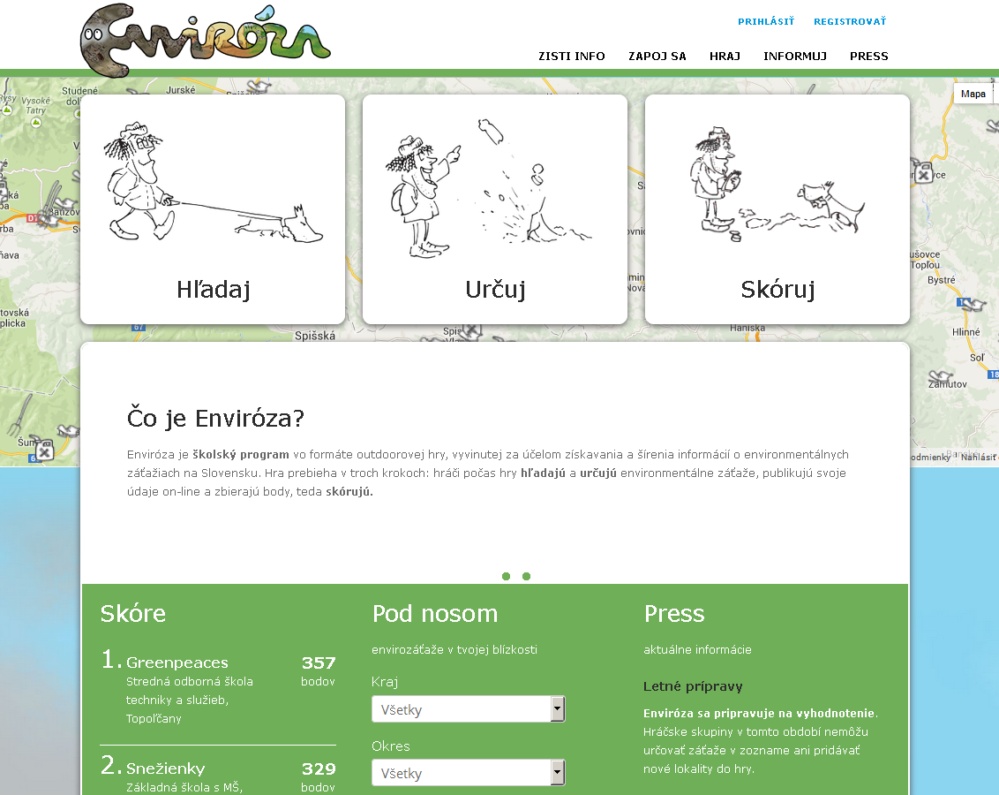 Enviróza
PRIHLÁSIŤ REGISTROVAŤ
ZISTI INFO ZAPOJ SA HRAJ INFORMUJ PRESS
Studené
Jurské
Vysoké
Tatry
Mapa
Hľadaj
Určuj
Skóruj
Bystré
Hlinné
Soľ
Zámutov
67
Spišská
Haniska
Čo je Enviróza?
Enviróza je školský program vo formáte outdoorovej hry, vyvinutej za účelom získavania a šírenia informácií o environmentálnych
záťažiach na Slovensku. Hra prebieha v troch krokoch: hráči počas hry hľadajú a určujú environmentálne záťaže, publikujú svoje
údaje on-line a zbierajú body, teda skórujú.
Skóre
1. Greenpeaces 357
Stredná odborná škola bodov
techniky a služieb,
Topoľčany
2. Snežienky 329
Základná škola s MŠ, bodov
Pod nosom
envirozáťaže v tvojej blízkosti
Kraj
Všetky
Okres
Všetky
Press
aktuálne informácie
Letné prípravy
Enviróza sa pripravuje na vyhodnotenie.
Hráčske skupiny v tomto období nemôžu
určovať záťaže v zozname ani pridávať
nové lokality do hry.